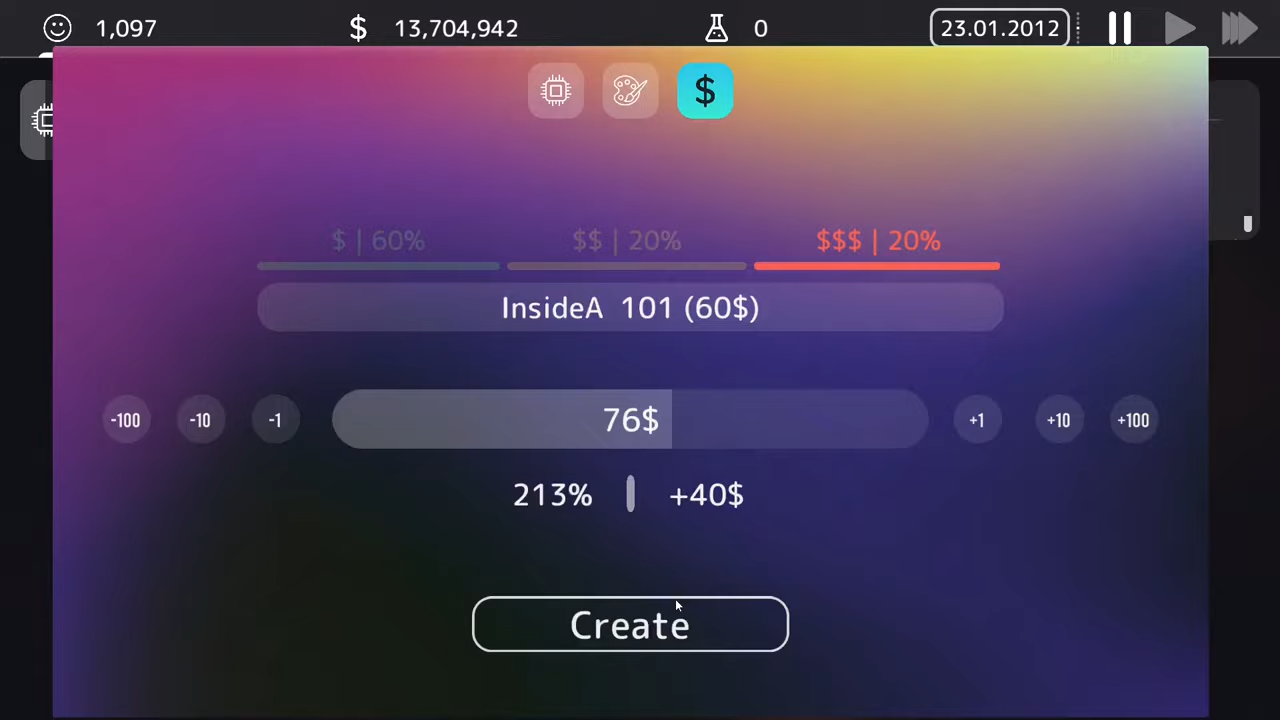 1,097 $ 13,704,942 0 23.01.2012
$
$ | 60% $$ | 20% $$$ | 20%
InsideA 101 (60$)
-100 -10 -1 76$ +1 +10 +100
213% +40$
Create